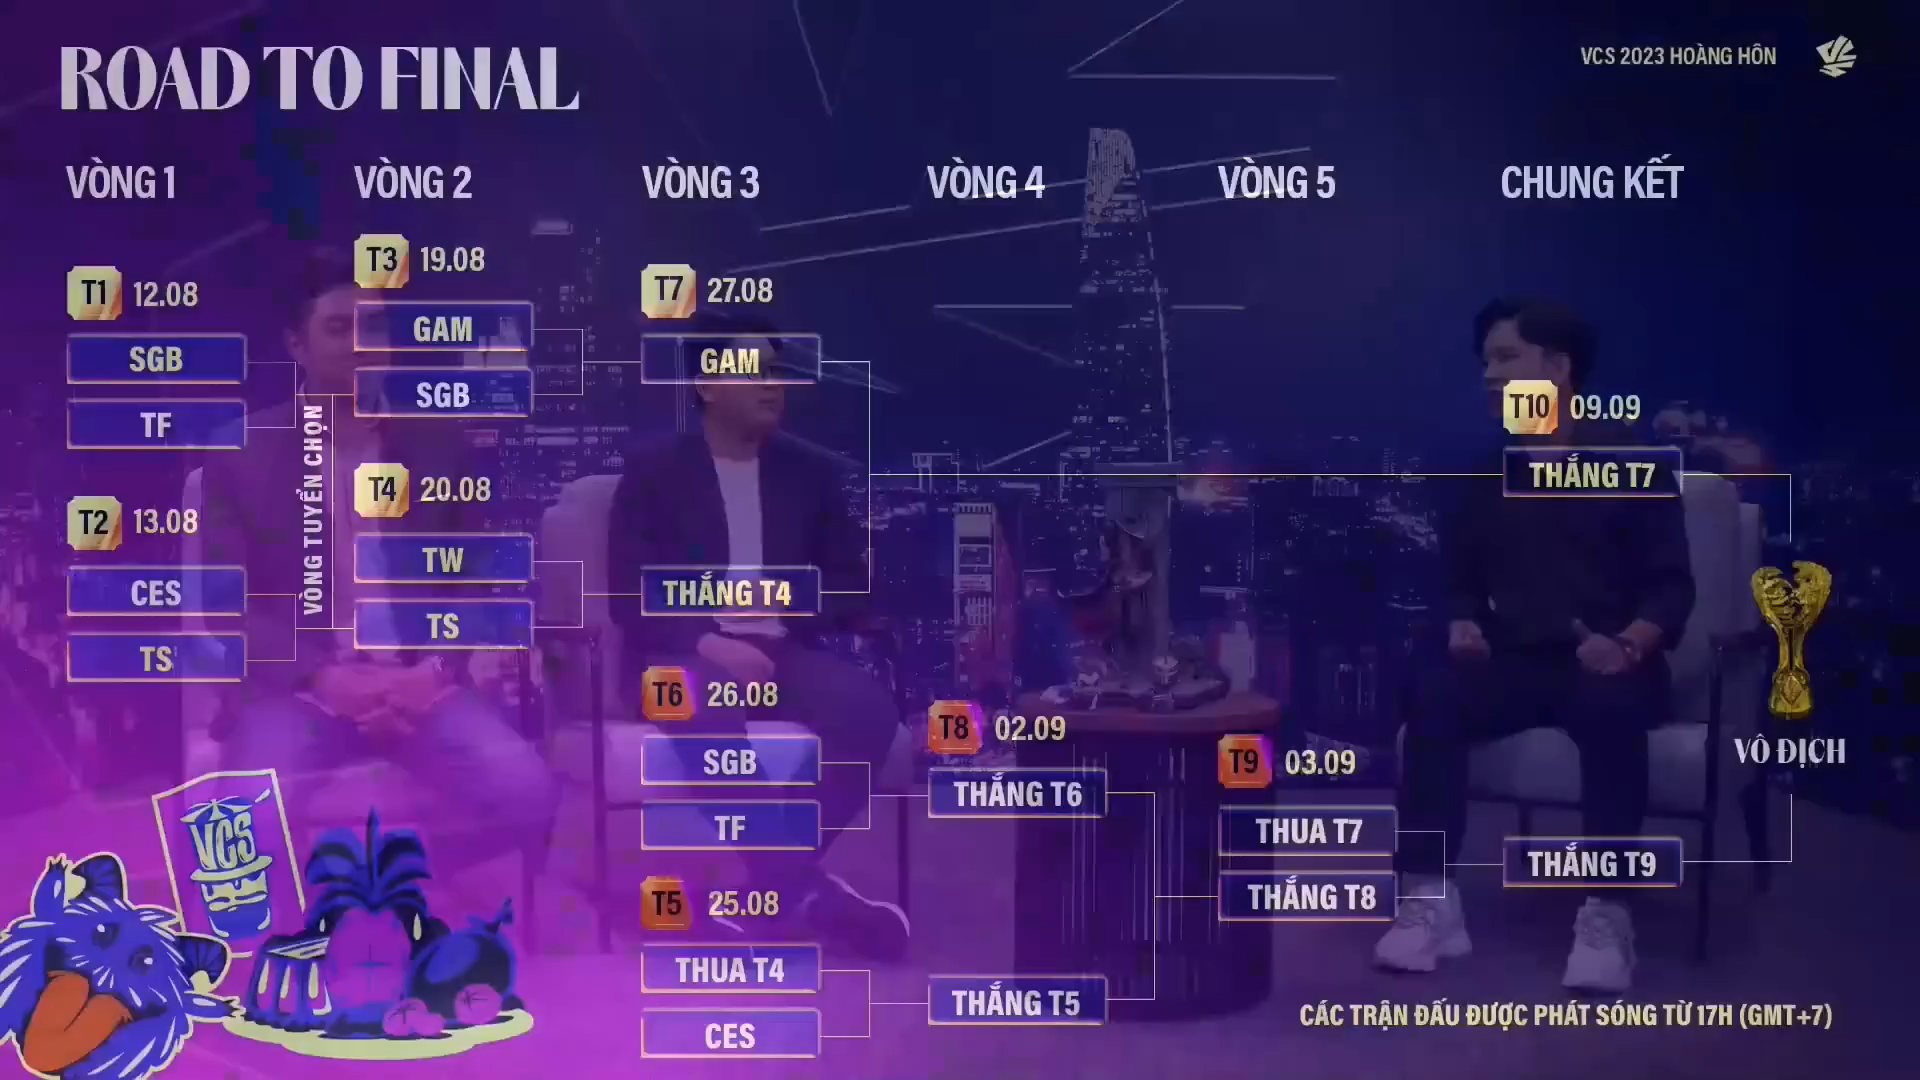 ROAD TO FINAL
VCS 2023 HOÀNG HÔN
VÒNG 1
VÒNG 2
VÒNG 3
VÒNG 4
VÒNG 5
CHUNG KẾT
T1 12.08
SGB
TF
T2 13.08
CES
TS
VÒNG TUYỂN CHỌN
T3 19.08
GAM
SGB
T4 20.08
TW
TS
T7 27.08
GAM
THẮNG T4
T6 26.08
SGB
TF
T5 25.08
THUA T4
CES
T8 02.09
THẮNG T6
THẮNG T5
T9 03.09
THUA T7
THẮNG T8
T10 09.09
THẮNG T7
THẮNG T9
VÔ ĐỊCH
VCS
CÁC TRẬN ĐẤU ĐƯỢC PHÁT SÓNG TỪ 17H (GMT+7)